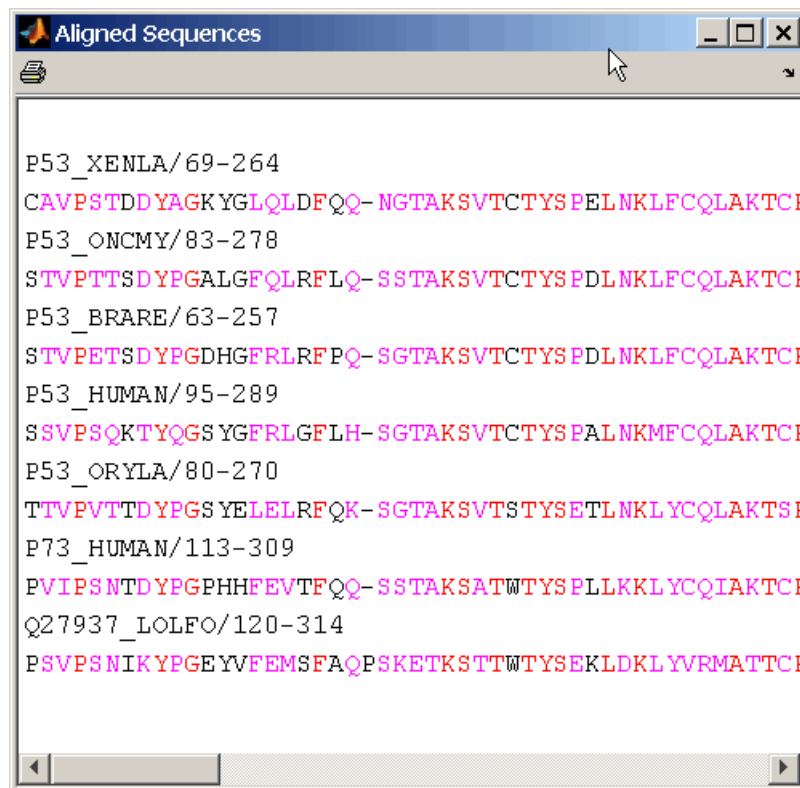 Aligned Sequences
P53_XENLA/69-264
CAVPSTDDYAGKYGLQLDFQQ-NGTAKSVTCTYSPELNKLFCQLAKTC
P53_ONCMY/83-278
STVPTTSDYPGALGFQLRFLQ-SSTAKSVTCTYSPDLNKLFCQLAKTC
P53_BRARE/63-257
STVPETSDYPGDHGFRLRFPQ-SGTAKSVTCTYSPDLNKLFCQLAKTC
P53_HUMAN/95-289
SSVPSQKTYQGSYGFRLGFLH-SGTAKSVTCTYSPALNKMFCQLAKTC
P53_ORYLA/80-270
TTVPVTTDYPGSYELELRFQK-SGTAKSVTSTYSETLNKLYCQLAKTS
P73_HUMAN/113-309
PVIPSNTDYPGPHHFEVTFQQ-SSTAKSATWTYSPLLKKLYCQIAKTC
Q27937_LOLFO/120-314
PSVPSNIKYPGEYVFEMSFAQPSKETKSTTWTYSEKLDKLYVRMATTC